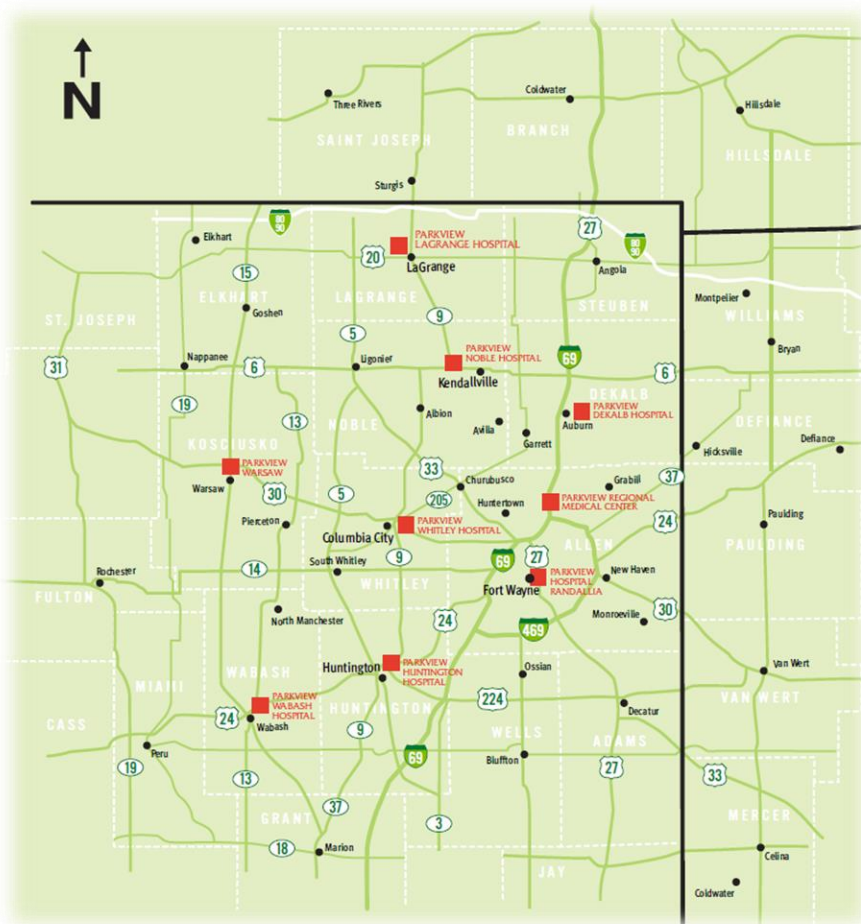 N
Three Rivers
Coldwater
Hillsdale
SAINT JOSEPH
BRANCH
HILLSDALE
Sturgis
80
90
Elkhart
PARKVIEW
LAGRANGE HOSPITAL
27
80
90
20
LaGrange
Angola
15
ELKHART
LAGRANGE
STEUBEN
Montpelier
WILLIAMS
Goshen
9
ST. JOSEPH
5
PARKVIEW
NOBLE HOSPITAL
69
Bryan
31
Nappanee
6
Ligonier
Kendallville
6
19
DEKALB
13
Albion
PARKVIEW
DEKALB HOSPITAL
Auburn
NOBLE
Avilla
Garrett
DEFIANCE
KOSCIUSKO
Hicksville
Defiance
PARKVIEW
WARSAW
33
37
Warsaw
Churubusco
Grabill
30
5
205
PARKVIEW REGIONAL
MEDICAL CENTER
Huntertown
Pierceton
PARKVIEW
WHITLEY HOSPITAL
24
Paulding
Columbia City
ALLEN
PAULDING
9
69
27
14
South Whitley
PARKVIEW
HOSPITAL
RANDALLIA
New Haven
Rochester
WHITLEY
Fort Wayne
FULTON
Monroeville
30
North Manchester
24
469
Huntington
PARKVIEW
HUNTINGTON
HOSPITAL
Ossian
Van Wert
WABASH
MIAMI
PARKVIEW
WABASH
HOSPITAL
HUNTINGTON
224
VAN WERT
CASS
24
Wabash
Decatur
9
WELLS
ADAMS
Peru
69
Bluffton
19
13
27
33
37
GRANT
3
MERCER
18
Marion
Celina
JAY
Coldwater